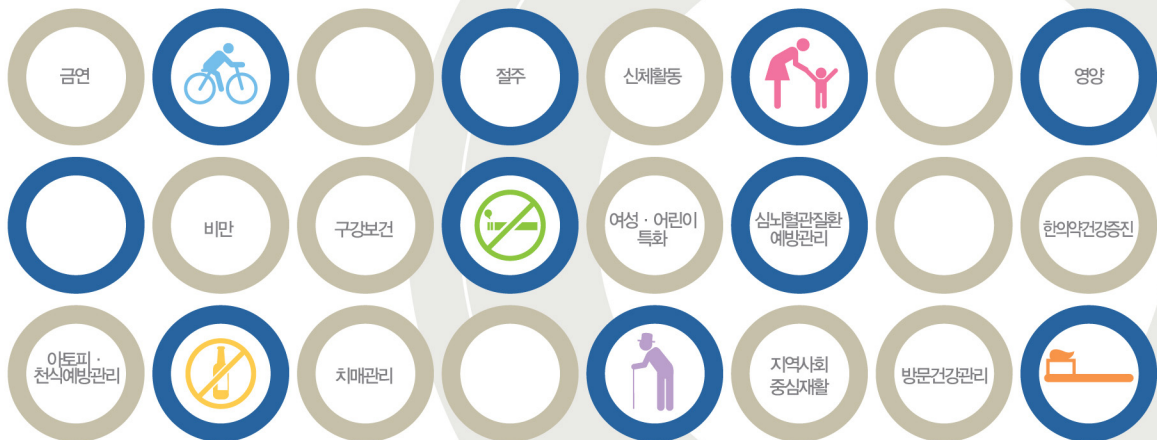 금연
절주
신체활동
영양
비만
구강보건
여성 · 어린이
특화
심뇌혈관질환
예방관리
한의약건강증진
아토피 ·
천식예방관리
치매관리
지역사회
중심재활
방문건강관리